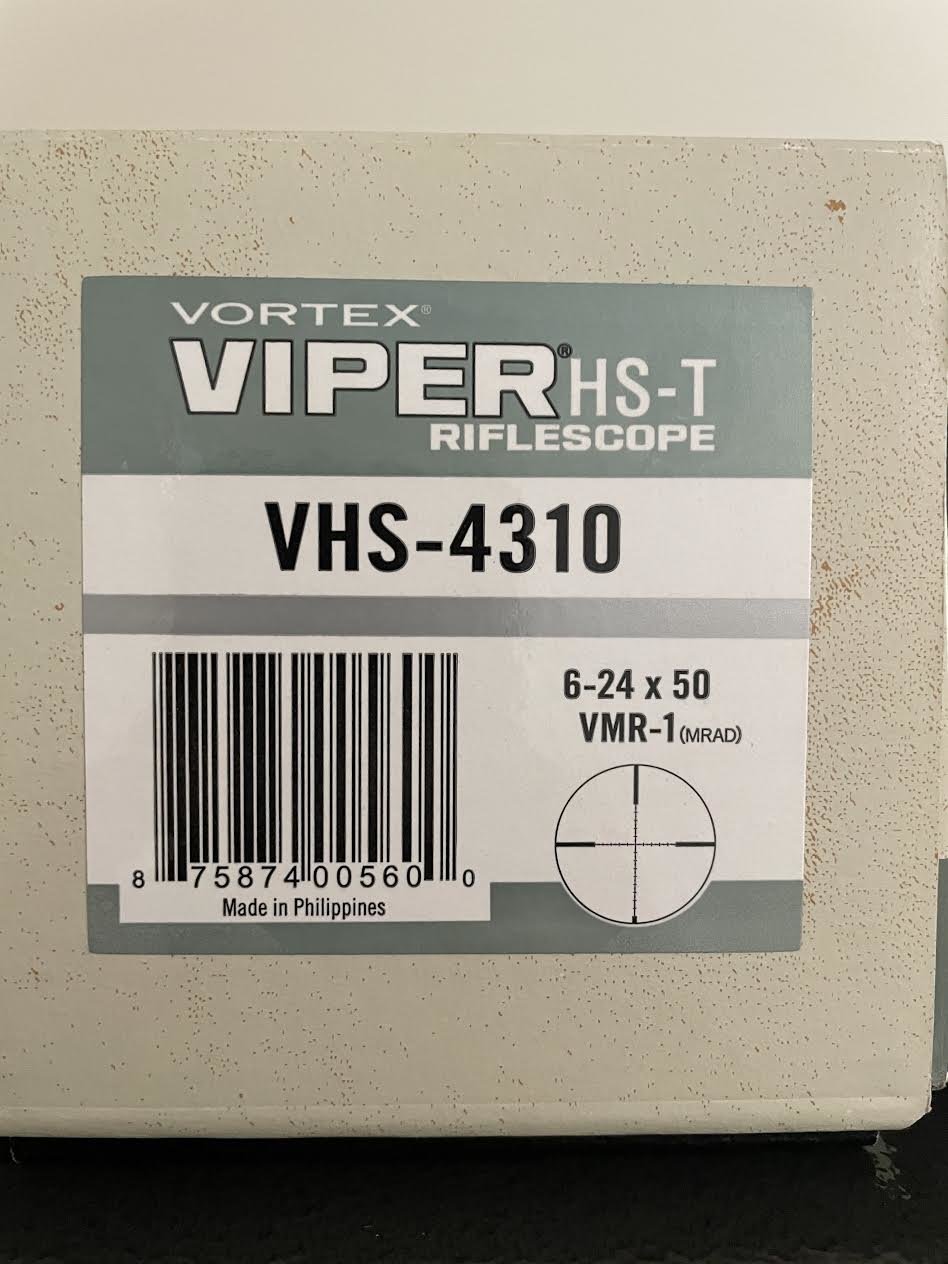 VORTEX®
VIPER® HS-T
RIFLESCOPE
VHS-4310
6-24 x 50
VMR-1 (MRAD)
8 75874 00560 0
Made in Philippines